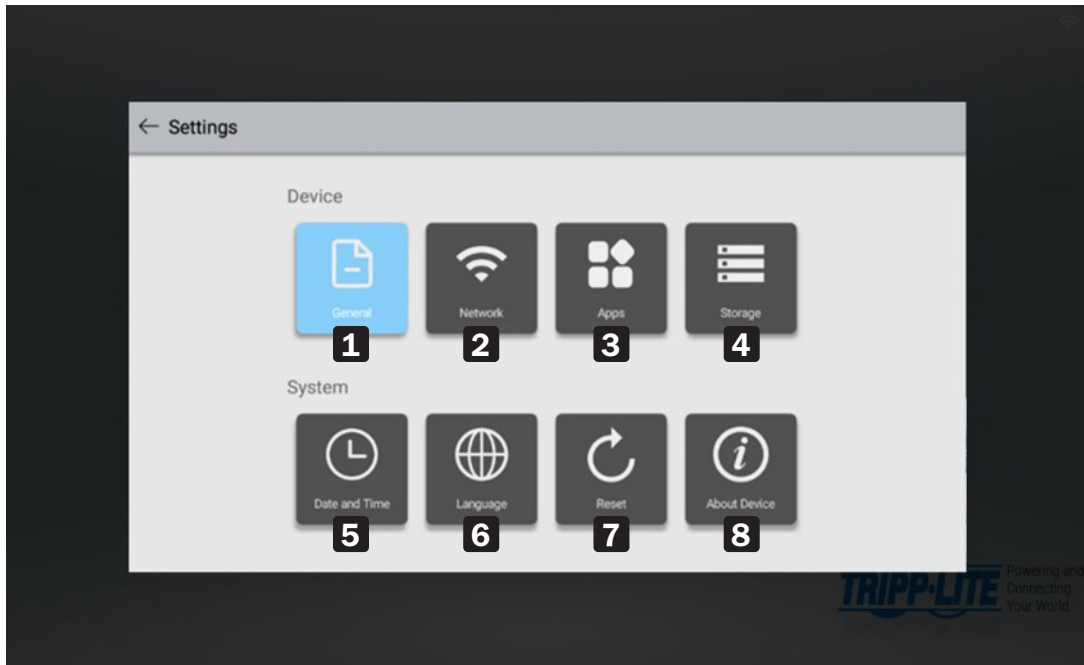 Settings
Device
General
Network
Apps
Storage
1
2
3
4
System
Date and Time
Language
Reset
About Device
5
6
7
8
TRIPP·LITE
Powering and
Connecting
Your World